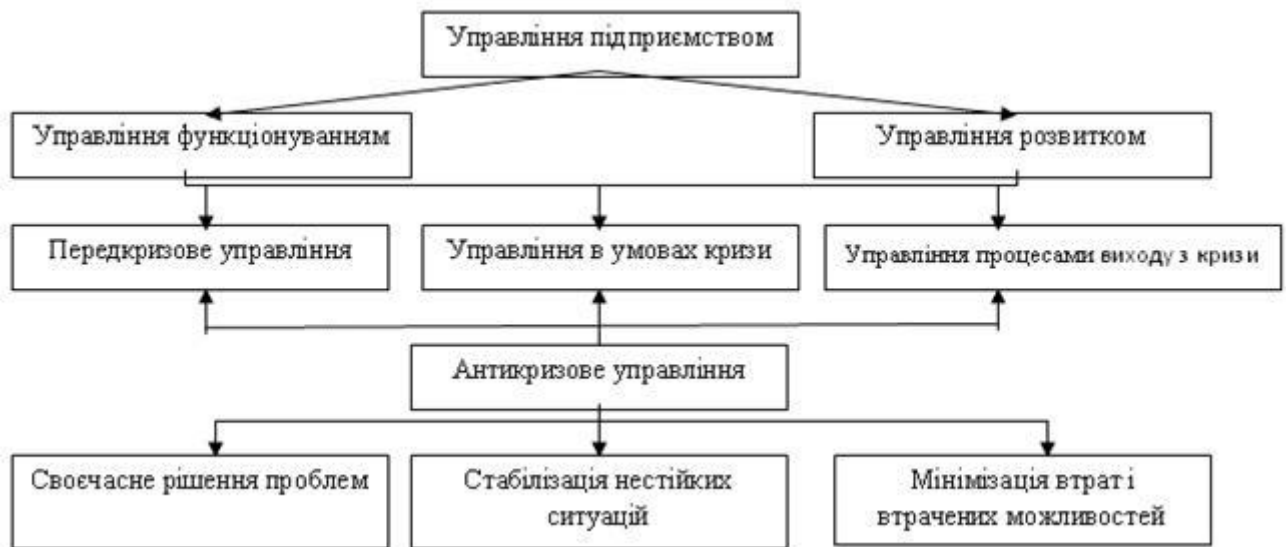 Управління підприємством
Управління функціонуванням
Управління розвитком
Передкризове управління
Управління в умовах кризи
Управління процесами виходу з кризи
Антикризове управління
Своєчасне рішення проблем
Стабілізація нестійких
ситуацій
Мінімізація втрат і
втрачених можливостей